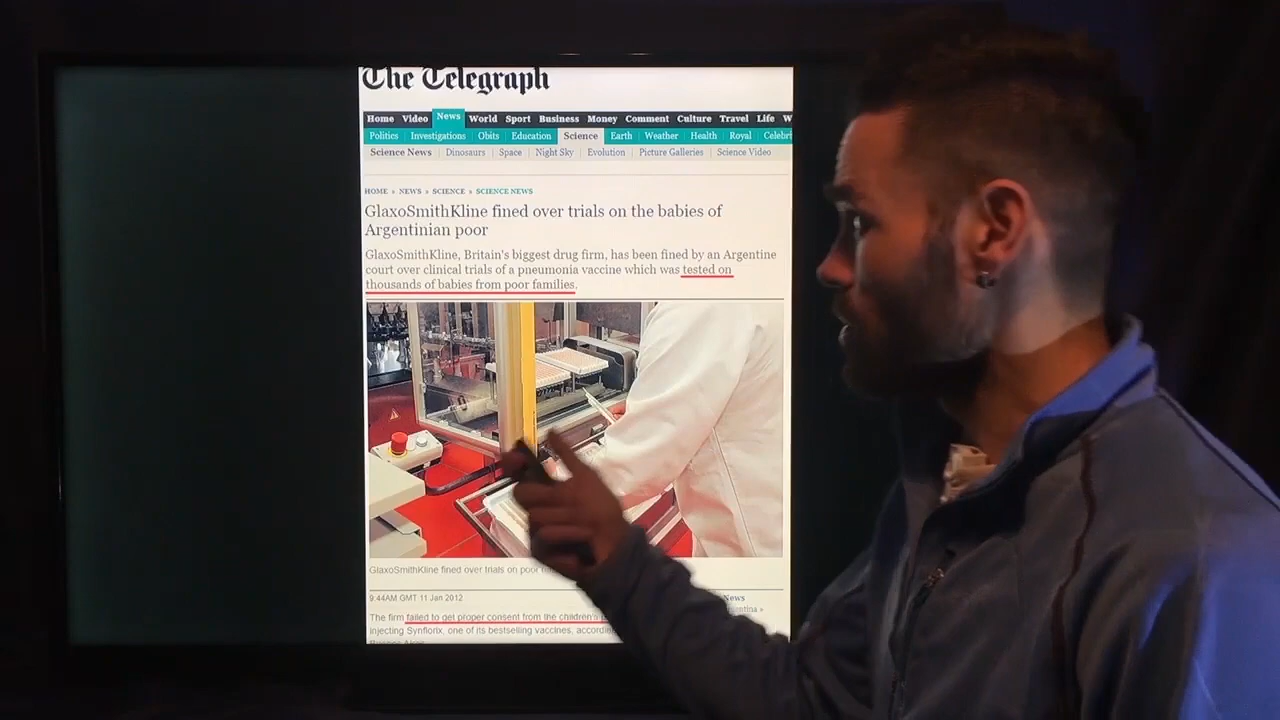 The Telegraph
Home Video News World Sport Business Money Comment Culture Travel Life W
Politics Investigations Obits Education Science Earth Weather Health Royal Celebri
Science News Dinosaurs Space Night Sky Evolution Picture Galleries Science Video
HOME » NEWS » SCIENCE » SCIENCE NEWS
GlaxoSmithKline fined over trials on the babies of
Argentinian poor
GlaxoSmithKline, Britain's biggest drug firm, has been fined by an Argentine
court over clinical trials of a pneumonia vaccine which was tested on
thousands of babies from poor families.
GlaxoSmithKline fined over trials on poor
9:44AM GMT 11 Jan 2012
News
The firm failed to get proper consent from the children's
injecting Synflorix, one of its bestselling vaccines,